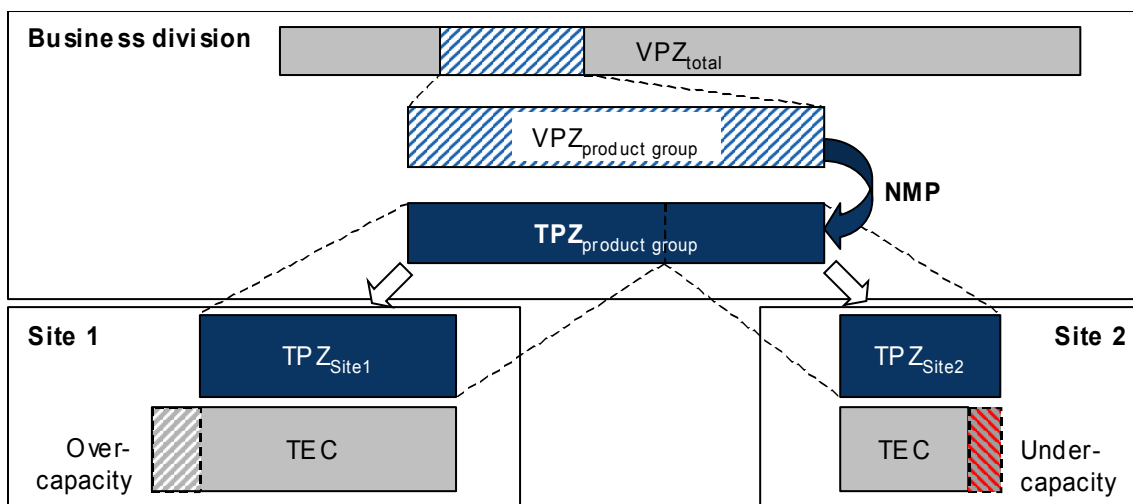 Business division
VPZtotal
VPZproduct group
NMP
TPZproduct group
Site 1
Site 2
TPZSite1
TPZSite2
Over-
capacity
TEC
TEC
Under-
capacity